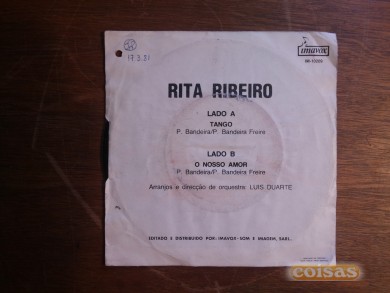 17.3.81
imavox
RITA RIBEIRO
LADO A
TANGO
P. Bandeira/P. Bandeira Freire
LADO B
O NOSSO AMOR
P. Bandeira/P. Bandeira Freire
Arranjos e direcção de orquestra: LUIS DUARTE
EDITADO E DISTRIBUIDO POR: IMAVOX-SOM E IMAGEM, SARL.
coisas